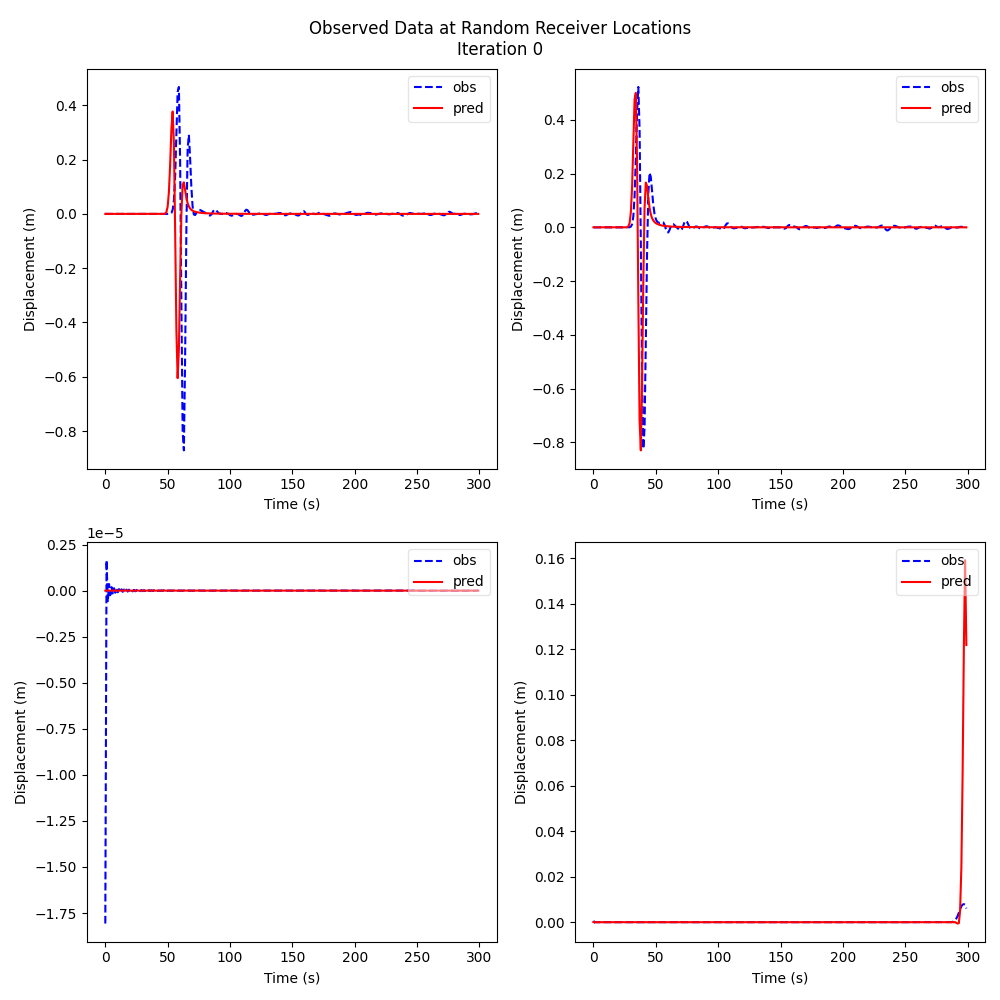 Observed Data at Random Receiver Locations
Iteration 0
obs
pred
0.4
0.2
0.0
−0.2
−0.4
−0.6
−0.8
Displacement (m)
0 50 100 150 200 250 300
Time (s)
obs
pred
0.4
0.2
0.0
−0.2
−0.4
−0.6
−0.8
Displacement (m)
0 50 100 150 200 250 300
Time (s)
1e−5
obs
pred
0.25
0.00
−0.25
−0.50
−0.75
−1.00
−1.25
−1.50
−1.75
Displacement (m)
0 50 100 150 200 250 300
Time (s)
obs
pred
0.16
0.14
0.12
0.10
0.08
0.06
0.04
0.02
0.00
Displacement (m)
0 50 100 150 200 250 300
Time (s)